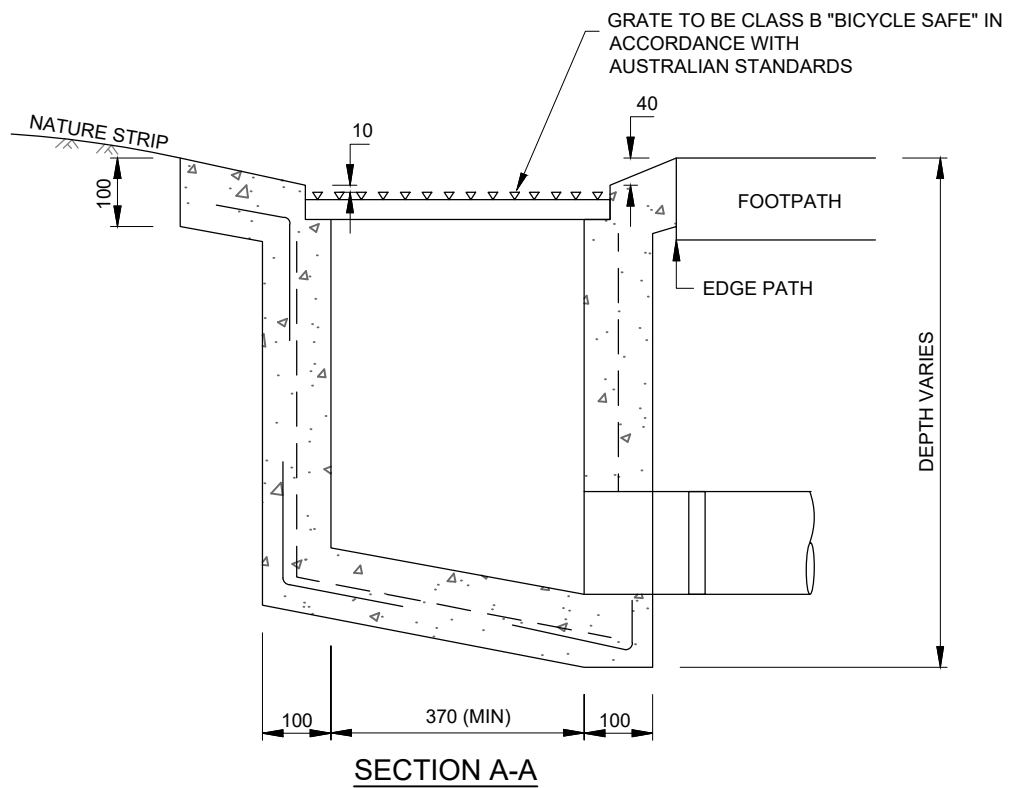 GRATE TO BE CLASS B "BICYCLE SAFE" IN
ACCORDANCE WITH
AUSTRALIAN STANDARDS
40
10
NATURE STRIP
100
FOOTPATH
EDGE PATH
DEPTH VARIES
100
370 (MIN)
100
SECTION A-A